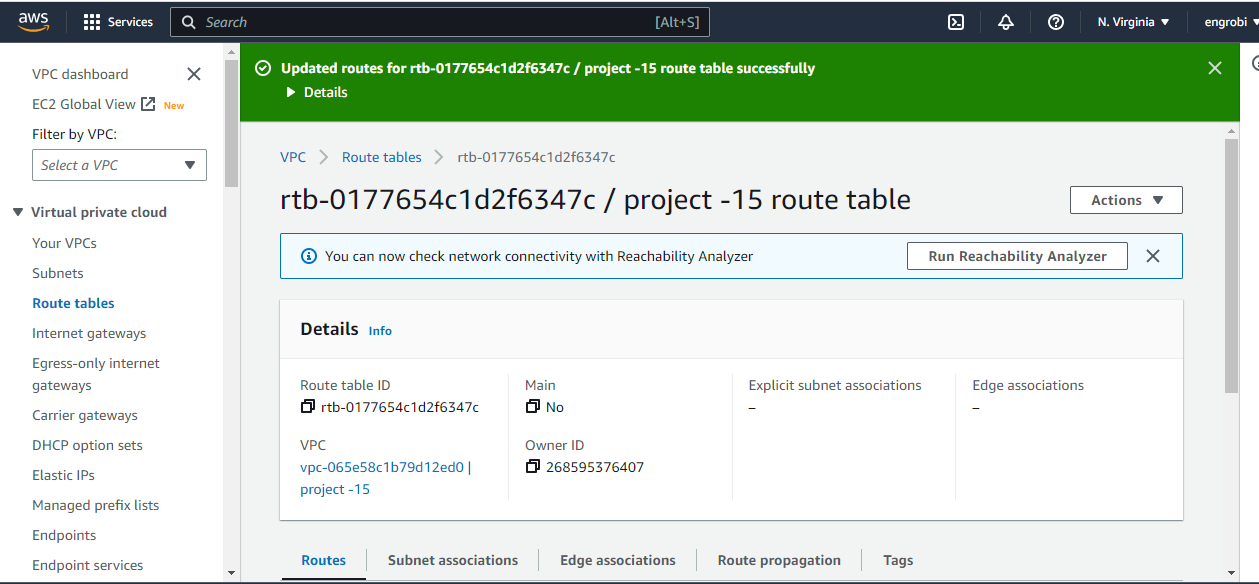 aws
Services
Search
[Alt+S]
N. Virginia
engrobi
VPC dashboard
EC2 Global View New
Filter by VPC:
Select a VPC
Virtual private cloud
Your VPCs
Subnets
Route tables
Internet gateways
Egress-only internet
gateways
Carrier gateways
DHCP option sets
Elastic IPs
Managed prefix lists
Endpoints
Endpoint services
Updated routes for rtb-0177654c1d2f6347c / project -15 route table successfully
Details
VPC Route tables rtb-0177654c1d2f6347c
rtb-0177654c1d2f6347c / project -15 route table
Actions
You can now check network connectivity with Reachability Analyzer
Run Reachability Analyzer
Details Info
Route table ID
rtb-0177654c1d2f6347c
VPC
vpc-065e58c1b79d12ed0 |
project -15
Main
No
Owner ID
268595376407
Explicit subnet associations
–
Edge associations
–
Routes
Subnet associations
Edge associations
Route propagation
Tags